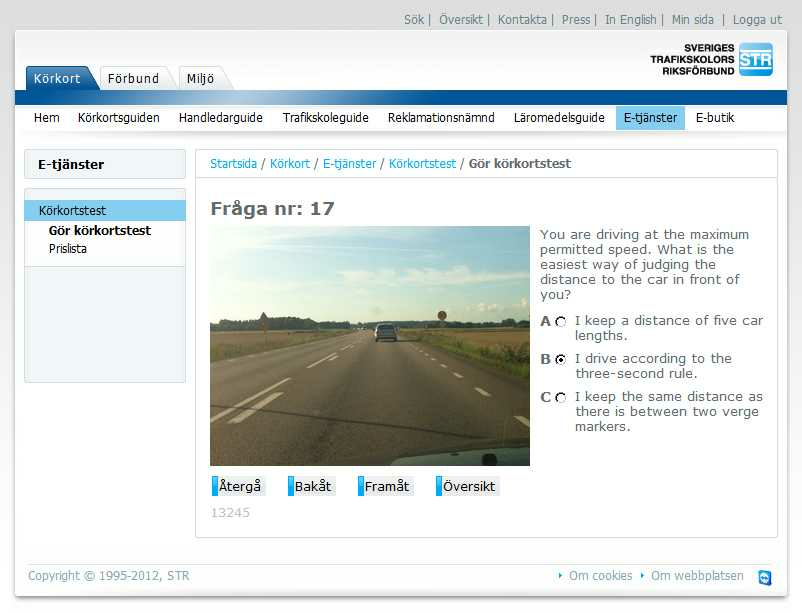 Sök | Översikt | Kontakta | Press | In English | Min sida | Logga ut
SVERIGES
TRAFIKSKOLORS
RIKSFÖRBUND
STR
Körkort Förbund Miljö
Hem Körkortsguiden Handledarguide Trafikskoleguide Reklamationsnämnd Läromedelsguide E-tjänster E-butik
E-tjänster
Körkortstest
Gör körkortstest
Prislista
Startsida / Körkort / E-tjänster / Körkortstest / Gör körkortstest
Fråga nr: 17
You are driving at the maximum
permitted speed. What is the
easiest way of judging the
distance to the car in front of
you?
A I keep a distance of five car
lengths.
B I drive according to the
three-second rule.
C I keep the same distance as
there is between two verge
markers.
Återgå Bakåt Framåt Översikt
13245
Copyright © 1995-2012, STR
Om cookies Om webbplatsen